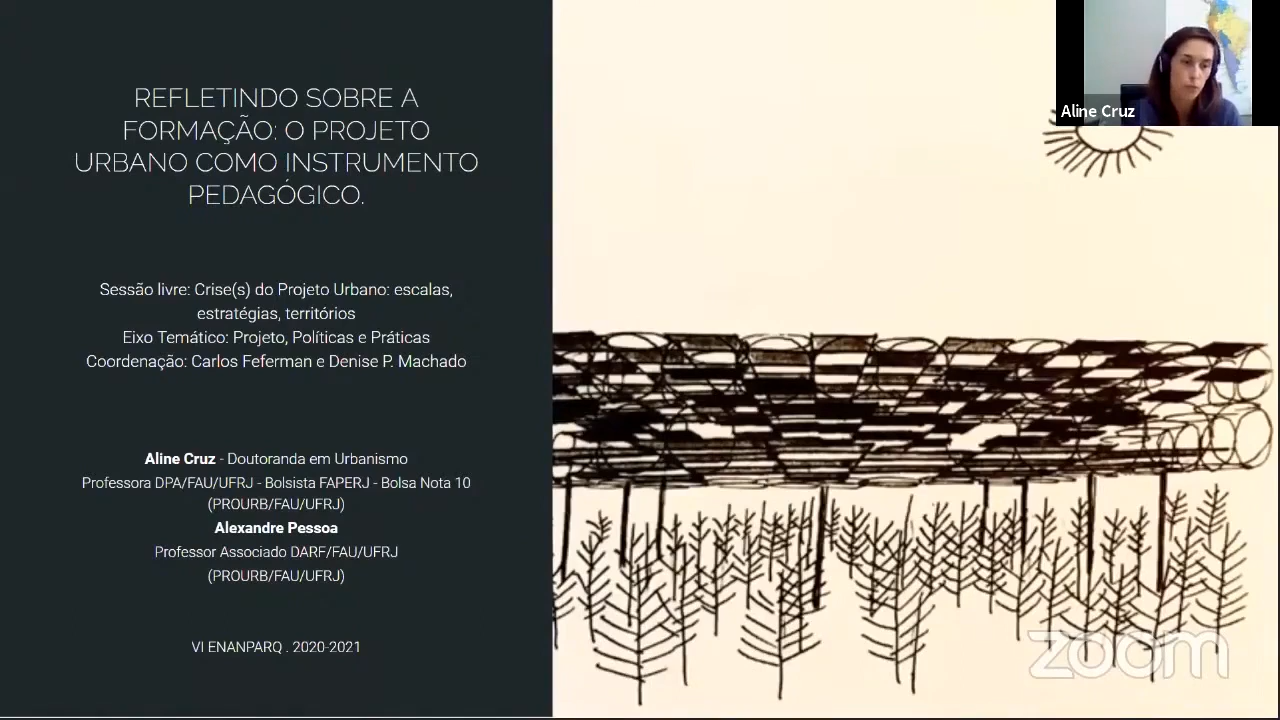 REFLETINDO SOBRE A
FORMAÇÃO: O PROJETO
URBANO COMO INSTRUMENTO
PEDAGÓGICO.
Sessão livre: Crise(s) do Projeto Urbano: escalas,
estratégias, territórios
Eixo Temático: Projeto, Políticas e Práticas
Coordenação: Carlos Feferman e Denise P. Machado
Aline Cruz - Doutoranda em Urbanismo
Professora DPA/FAU/UFRJ - Bolsista FAPERJ - Bolsa Nota 10
(PROURB/FAU/UFRJ)
Alexandre Pessoa
Professor Associado DARF/FAU/UFRJ
(PROURB/FAU/UFRJ)
VI ENANPARQ . 2020-2021
Aline Cruz
zoom